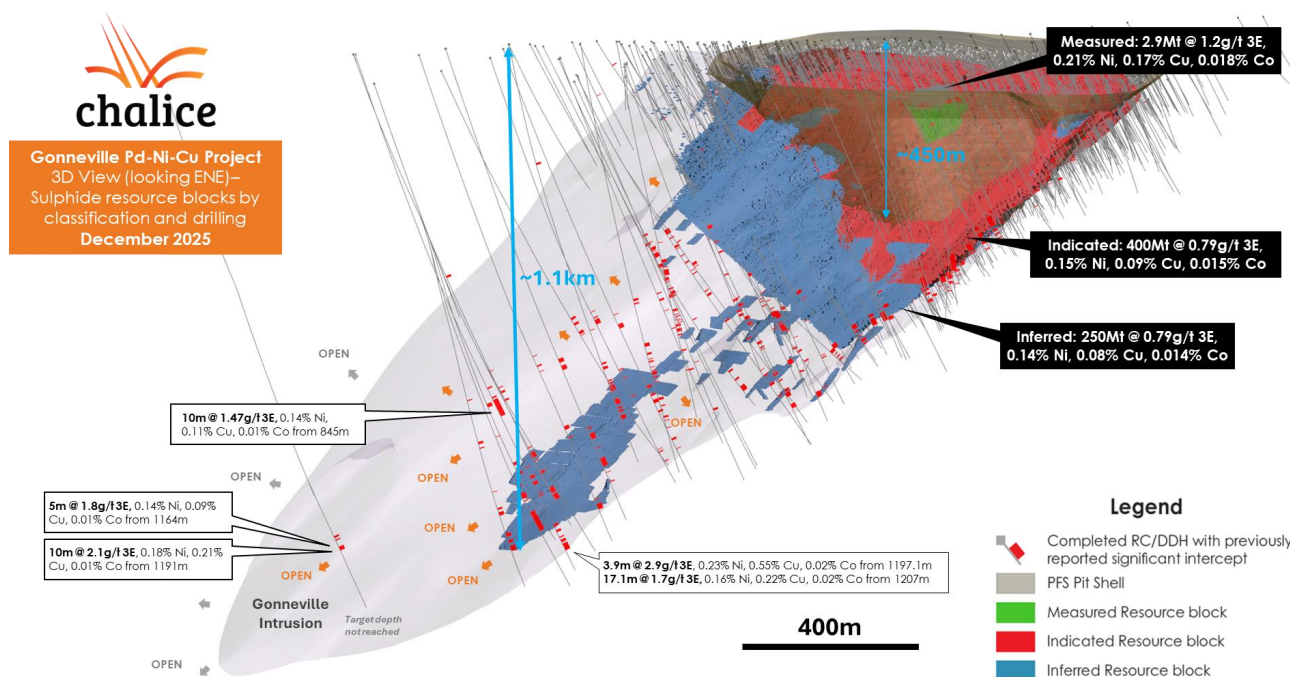 chalice
Gonneville Pd-Ni-Cu Project
3D View (looking ENE)–
Sulphide resource blocks by
classification and drilling
December 2025
Measured: 2.9Mt @ 1.2g/t 3E,
0.21% Ni, 0.17% Cu, 0.018% Co
~450m
Indicated: 400Mt @ 0.79g/t 3E,
0.15% Ni, 0.09% Cu, 0.015% Co
~1.1km
Inferred: 250Mt @ 0.79g/t 3E,
0.14% Ni, 0.08% Cu, 0.014% Co
OPEN
10m @ 1.47g/t 3E, 0.14% Ni,
0.11% Cu, 0.01% Co from 845m
OPEN
OPEN
OPEN
5m @ 1.8g/t 3E, 0.14% Ni, 0.09%
Cu, 0.01% Co from 1164m
OPEN
10m @ 2.1g/t 3E, 0.18% Ni, 0.21%
Cu, 0.01% Co from 1191m
OPEN
OPEN
3.9m @ 2.9g/t 3E, 0.23% Ni, 0.55% Cu, 0.02% Co from 1197.1m
17.1m @ 1.7g/t 3E, 0.16% Ni, 0.22% Cu, 0.02% Co from 1207m
Gonneville
Intrusion
Target depth
not reached
OPEN
400m
Legend
Completed RC/DDH with previously
reported significant intercept
PFS Pit Shell
Measured Resource block
Indicated Resource block
Inferred Resource block